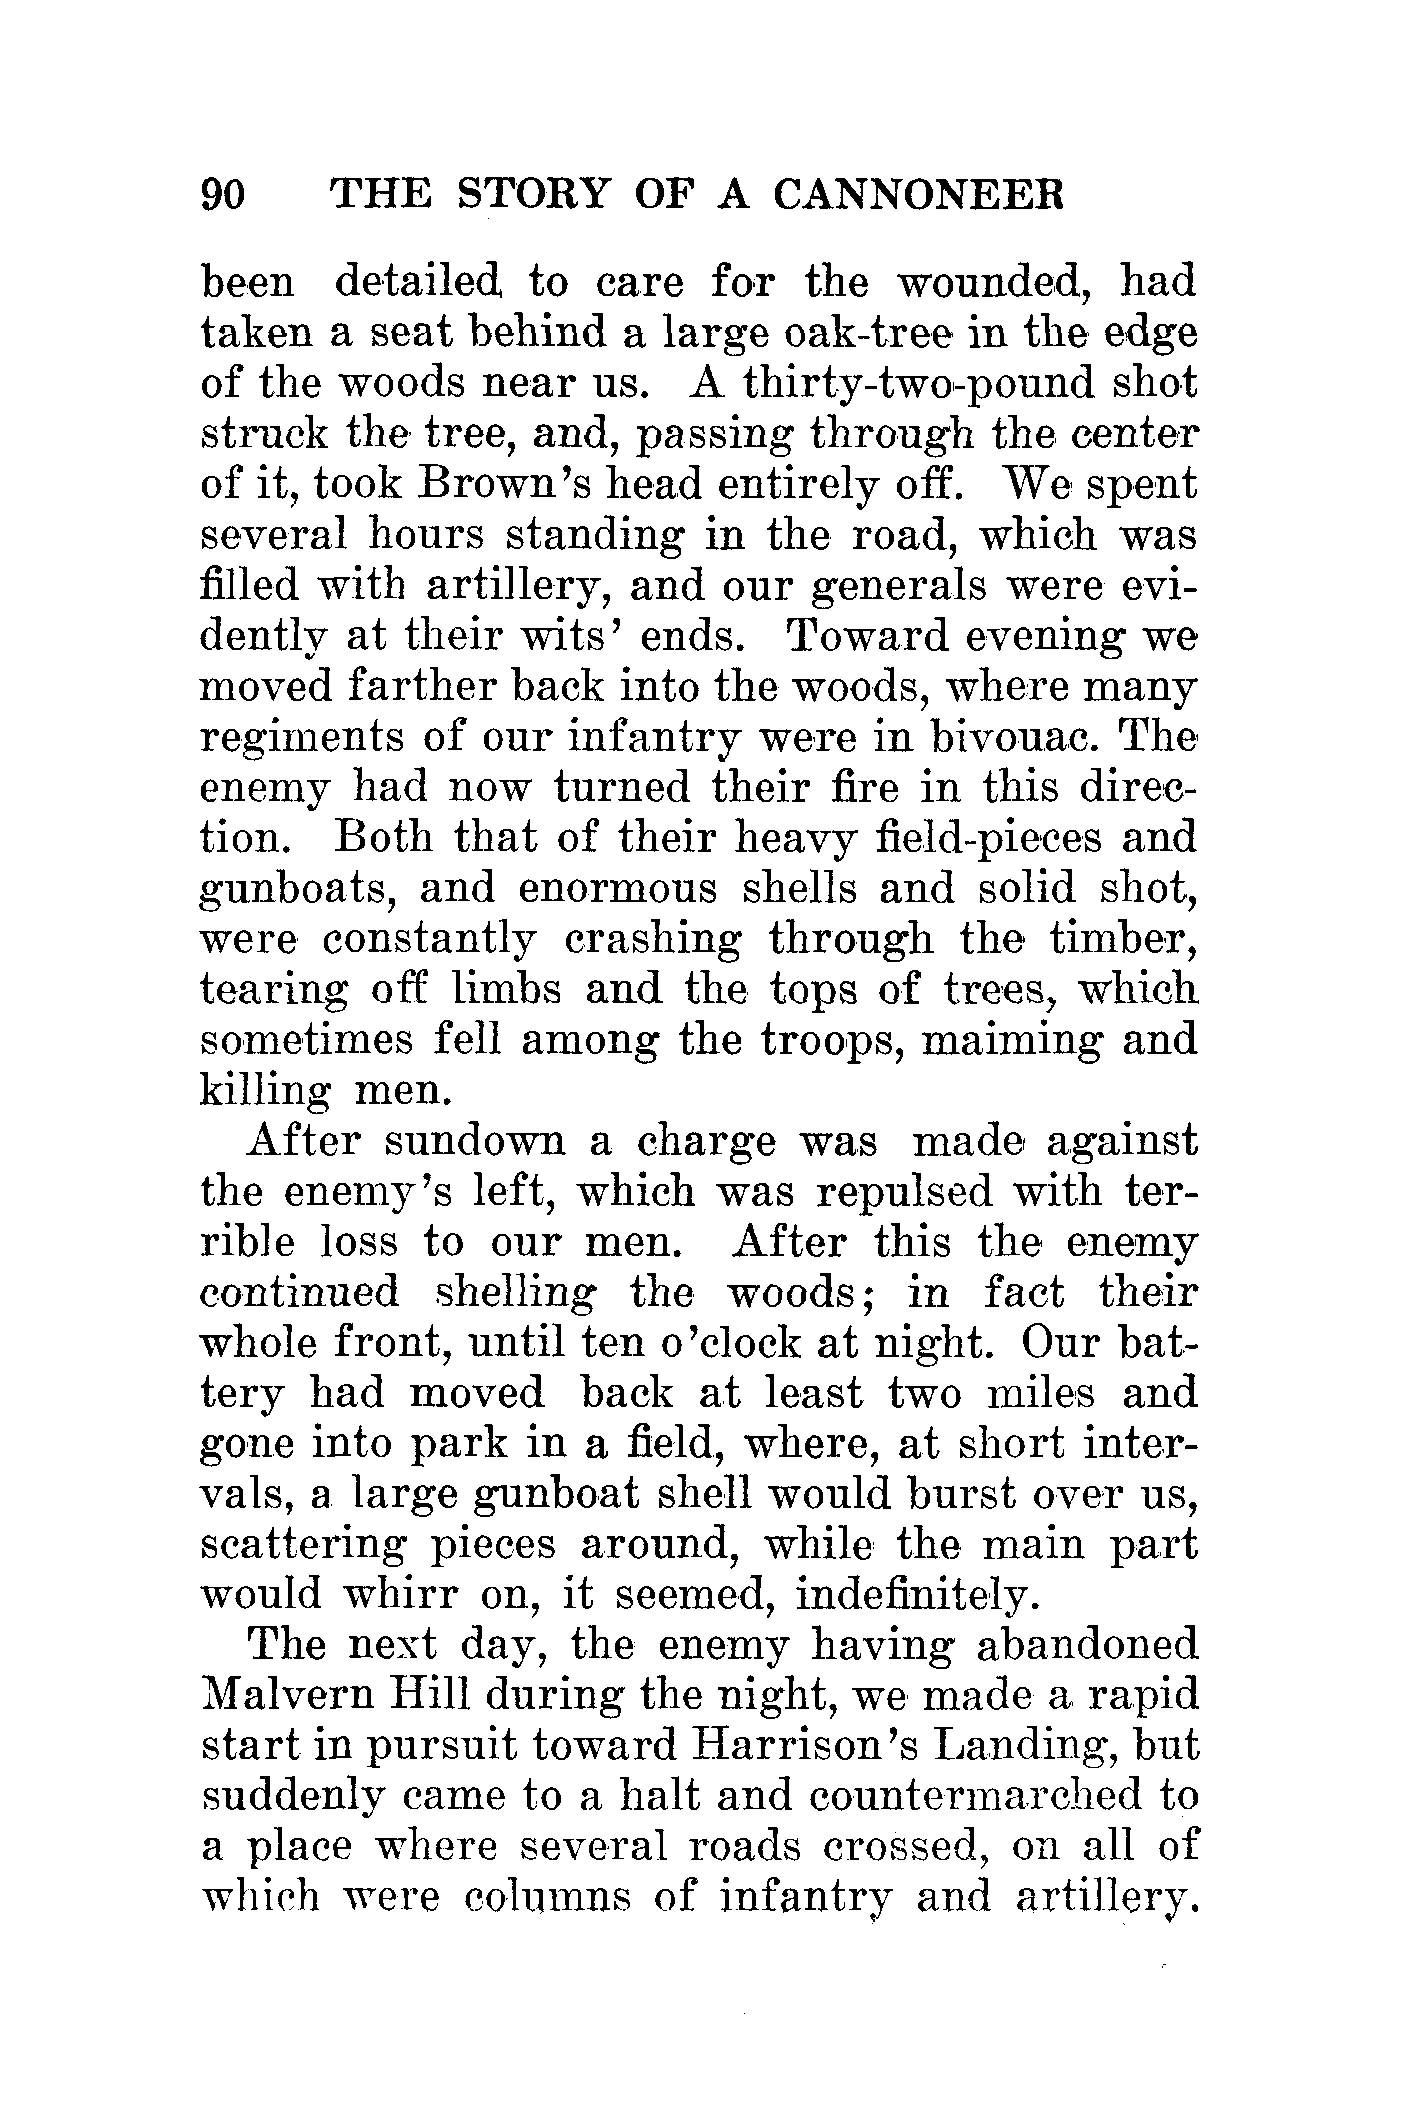 90 THE STORY OF A CANNONEER
been detailed to care for the wounded, had
taken a seat behind a large oak-tree in the edge
of the woods near us. A thirty-two-pound shot
struck the tree, and, passing through the center
of it, took Brown's head entirely off. We spent
several hours standing in the road, which was
filled with artillery, and our generals were evi-
dently at their wits' ends. Toward evening we
moved farther back into the woods, where many
regiments of our infantry were in bivouac. The
enemy had now turned their fire in this direc-
tion. Both that of their heavy field-pieces and
gunboats, and enormous shells and solid shot,
were constantly crashing through the timber,
tearing off limbs and the tops of trees, which
sometimes fell among the troops, maiming and
killing men.
After sundown a charge was made against
the enemy's left, which was repulsed with ter-
rible loss to our men. After this the enemy
continued shelling the woods; in fact their
whole front, until ten o'clock at night. Our bat-
tery had moved back at least two miles and
gone into park in a field, where, at short inter-
vals, a large gunboat shell would burst over us,
scattering pieces around, while the main part
would whirr on, it seemed, indefinitely.
The next day, the enemy having abandoned
Malvern Hill during the night, we made a rapid
start in pursuit toward Harrison's Landing, but
suddenly came to a halt and countermarched to
a place where several roads crossed, on all of
which were columns of infantry and artillery.